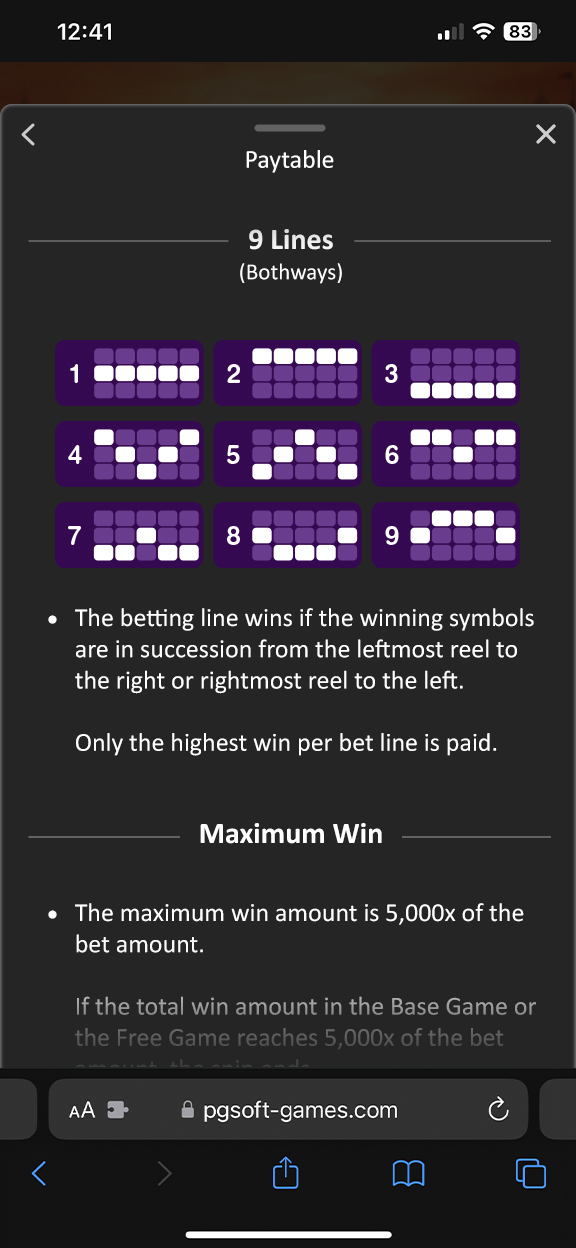 12:41
83
Paytable
9 Lines
(Bothways)
1
2
3
4
5
6
7
8
9
• The betting line wins if the winning symbols
are in succession from the leftmost reel to
the right or rightmost reel to the left.
Only the highest win per bet line is paid.
Maximum Win
• The maximum win amount is 5,000x of the
bet amount.
If the total win amount in the Base Game or
the Free Game reaches 5,000x of the bet
amount, the spin ends
AA
pgsoft-games.com